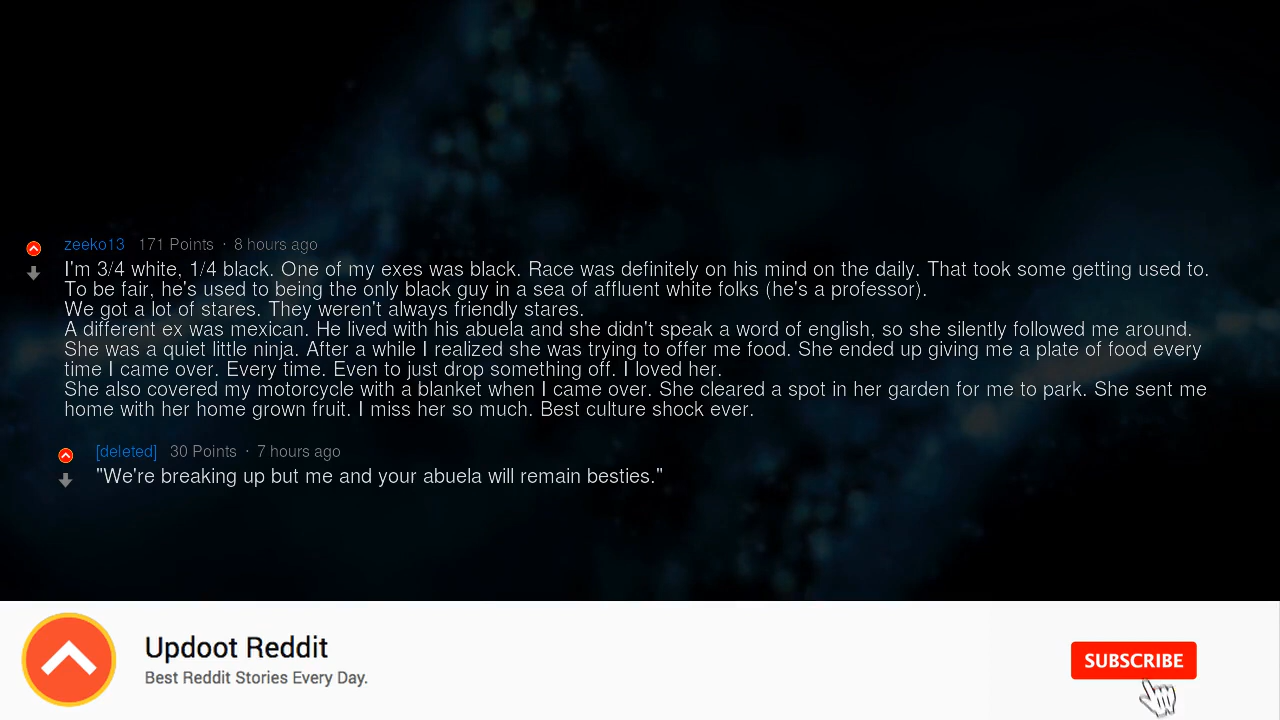 zeeko13 171 Points · 8 hours ago
I'm 3/4 white, 1/4 black. One of my exes was black. Race was definitely on his mind on the daily. That took some getting used to.
To be fair, he's used to being the only black guy in a sea of affluent white folks (he's a professor).
We got a lot of stares. They weren't always friendly stares.
A different ex was mexican. He lived with his abuela and she didn't speak a word of english, so she silently followed me around.
She was a quiet little ninja. After a while I realized she was trying to offer me food. She ended up giving me a plate of food every
time I came over. Every time. Even to just drop something off. I loved her.
She also covered my motorcycle with a blanket when I came over. She cleared a spot in her garden for me to park. She sent me
home with her home grown fruit. I miss her so much. Best culture shock ever.
[deleted] 30 Points · 7 hours ago
"We're breaking up but me and your abuela will remain besties."
Updoot Reddit
Best Reddit Stories Every Day.
SUBSCRIBE